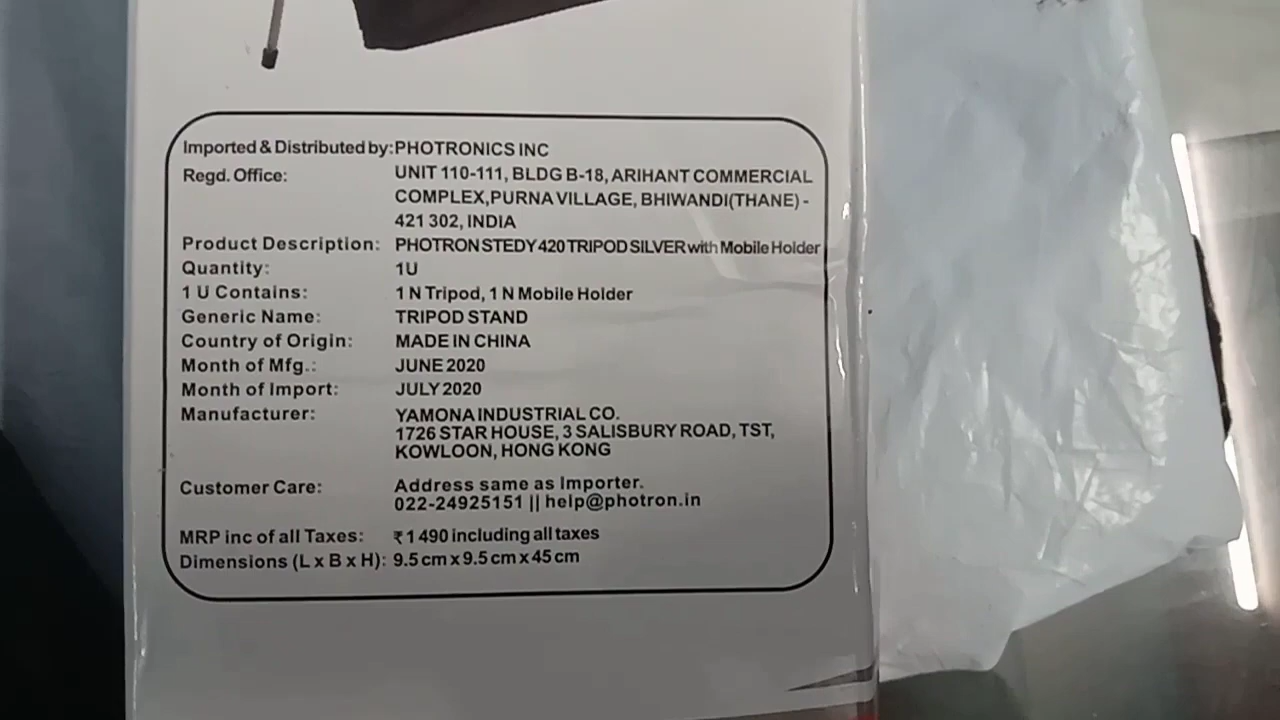 Imported & Distributed by: PHOTRONICS INC
Regd. Office: UNIT 110-111, BLDG B-18, ARIHANT COMMERCIAL
COMPLEX, PURNA VILLAGE, BHIWANDI(THANE) -
421 302, INDIA
Product Description: PHOTRON STEDY 420 TRIPOD SILVER with Mobile Holder
Quantity: 1U
1 U Contains: 1 N Tripod, 1 N Mobile Holder
Generic Name: TRIPOD STAND
Country of Origin: MADE IN CHINA
Month of Mfg.: JUNE 2020
Month of Import: JULY 2020
Manufacturer: YAMONA INDUSTRIAL CO.
1726 STAR HOUSE, 3 SALISBURY ROAD, TST,
KOWLOON, HONG KONG
Customer Care: Address same as Importer.
022-24925151 || help@photron.in
MRP inc of all Taxes: ₹ 1 490 including all taxes
Dimensions (L x B x H): 9.5 cm x 9.5 cm x 45 cm